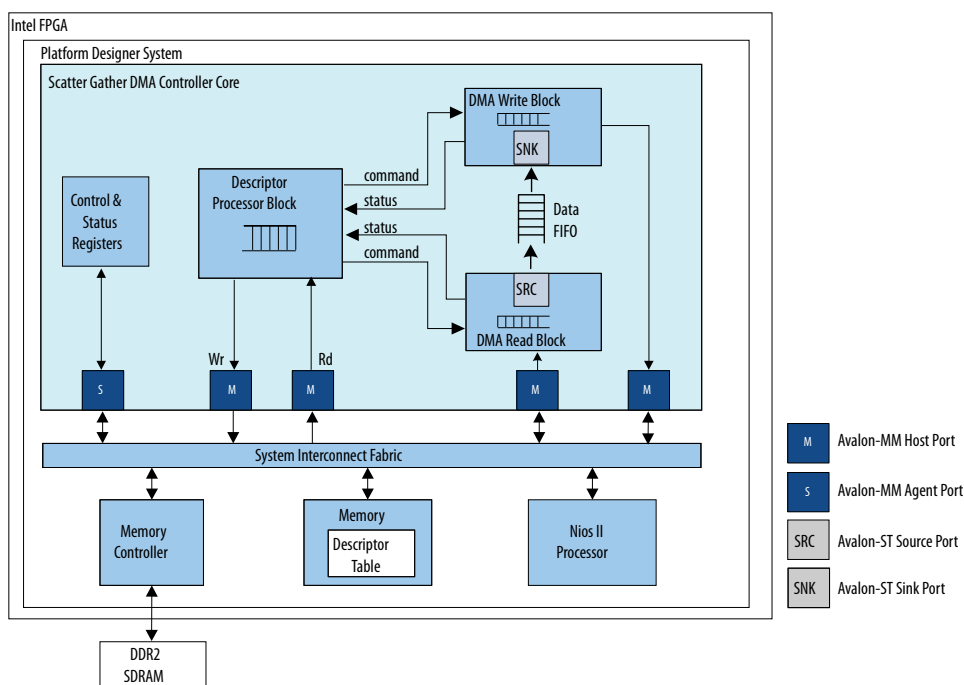 Intel FPGA
Platform Designer System
Scatter Gather DMA Controller Core
DMA Write Block
SNK
command
Descriptor
Processor Block
Control &
Status
Registers
status
Data
FIFO
status
command
SRC
DMA Read Block
Wr
Rd
S
M
M
M
M
System Interconnect Fabric
Memory
Controller
Memory
Descriptor
Table
Nios II
Processor
DDR2
SDRAM
M
Avalon-MM Host Port
S
Avalon-MM Agent Port
SRC
Avalon-ST Source Port
SNK
Avalon-ST Sink Port